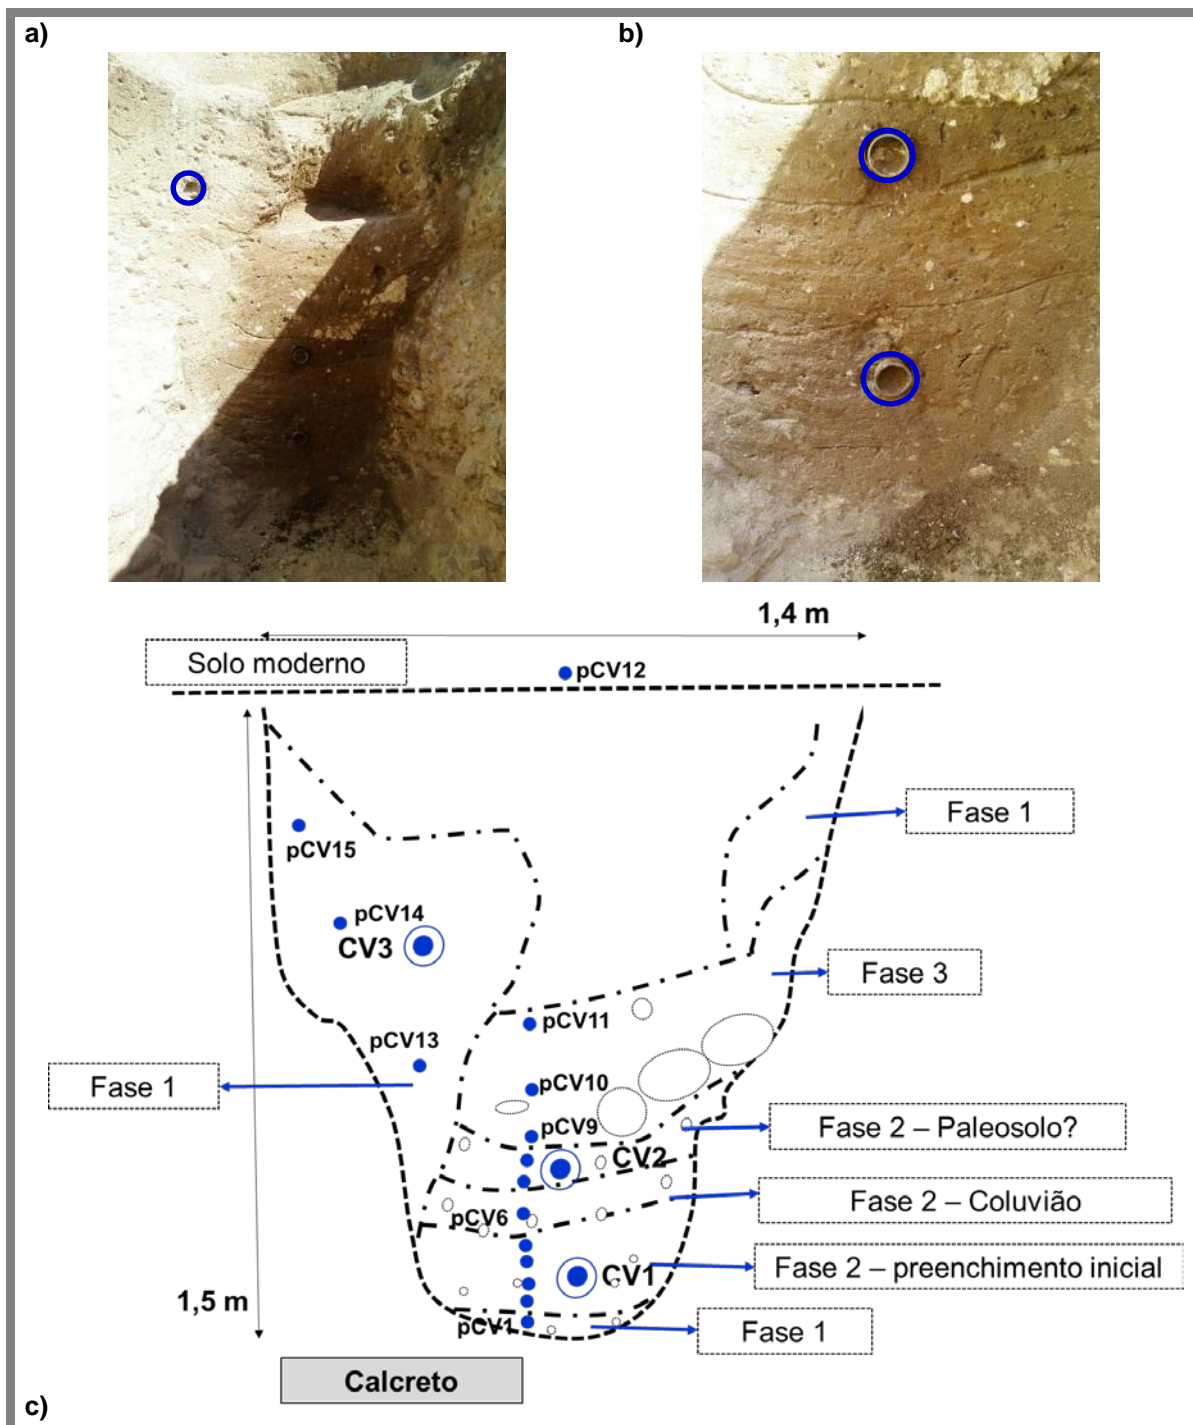 a)
b)
1,4 m
Solo moderno
pCV12
Fase 1
pCV15
pCV14
CV3
Fase 3
pCV11
pCV13
Fase 1
pCV10
pCV9
Fase 2 – Paleosolo?
CV2
Fase 2 – Coluvião
pCV6
CV1
Fase 2 – preenchimento inicial
1,5 m
pCV1
Fase 1
Calcreto
c)